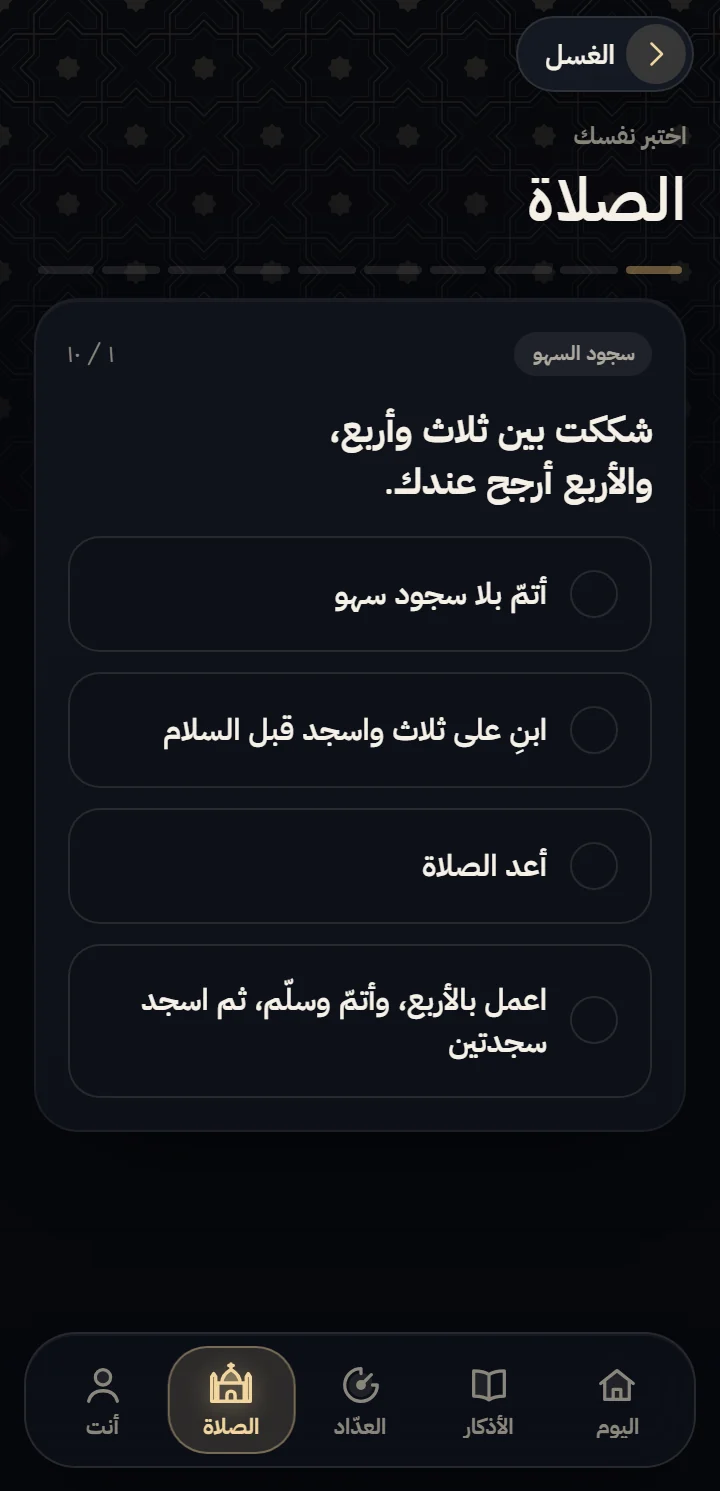 الغسل
اختبر نفسك
الصلاة
سجود السهو
١ / ١٠
شككت بين ثلاث وأربع،
والأربع أرجح عندك.
أتمّ بلا سجود سهو
ابنِ على ثلاث واسجد قبل السلام
أعد الصلاة
اعمل بالأربع، وأتمّ وسلّم، ثم اسجد
سجدتين
اليوم
الأذكار
العدّاد
الصلاة
أنت